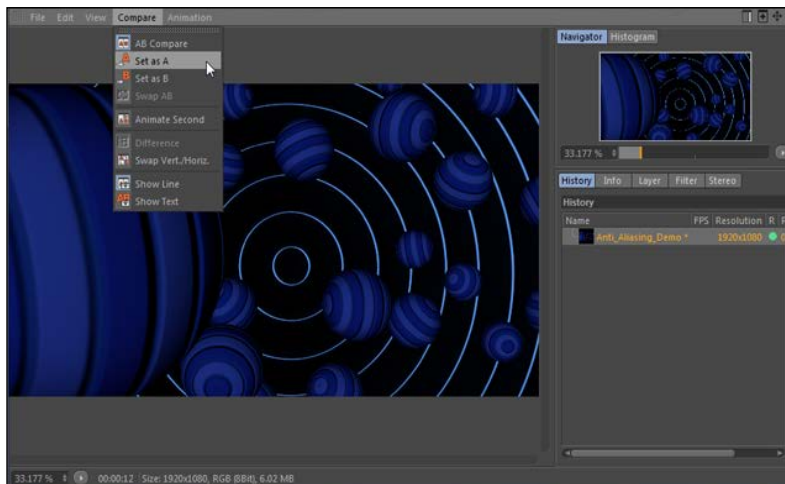 File Edit View Compare Animation
AB Compare
Set as A
Set as B
Swap AB
Animate Second
Difference
Swap Vert./Horiz.
Show Line
Show Text
Navigator Histogram
33.177 %
History Info Layer Filter Stereo
History
Name FPS Resolution R
Anti_Aliasing_Demo * 1920x1080
33.177 % 00:00:12 Size: 1920x1080, RGB (8Bit), 6.02 MB